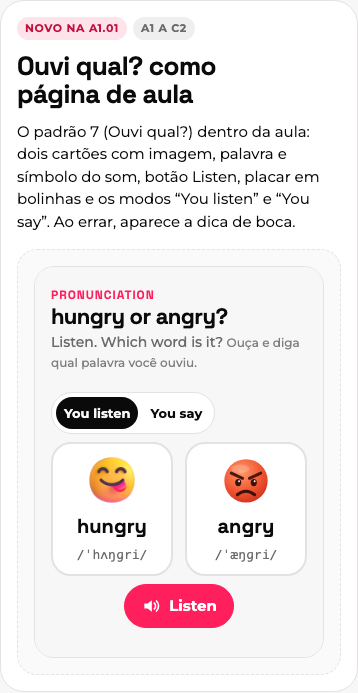 NOVO NA A1.01 A1 A C2
Ouvi qual? como
página de aula
O padrão 7 (Ouvi qual?) dentro da aula:
dois cartões com imagem, palavra e
símbolo do som, botão Listen, placar em
bolinhas e os modos “You listen” e “You
say”. Ao errar, aparece a dica de boca.
PRONUNCIATION
hungry or angry?
Listen. Which word is it? Ouça e diga
qual palavra você ouviu.
You listen You say
hungry angry
/ˈhʌŋɡri/ /ˈæŋɡri/
Listen